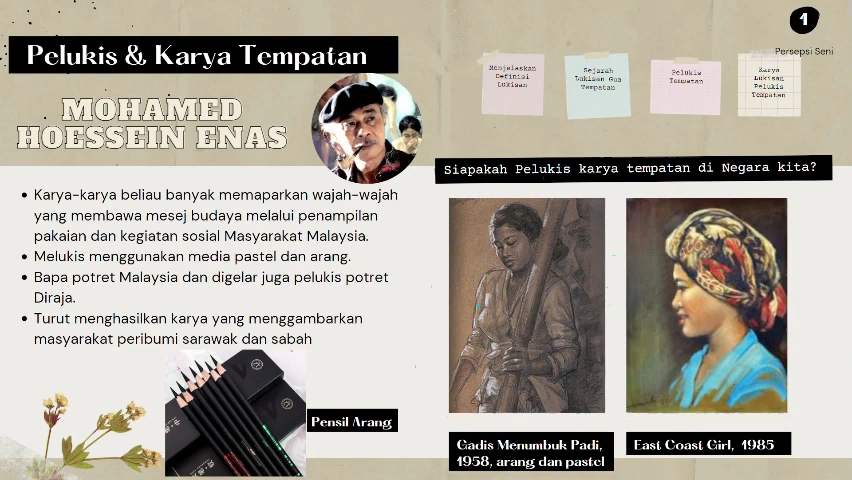 1
Persepsi Seni
Pelukis & Karya Tempatan
Menjelaskan
Definisi
Lukisan
Sejarah
Lukisan Gua
Tempatan
Pelukis
Tempatan
Karya
Lukisan
Pelukis
Tempatan
MOHAMED
HOESSEIN ENAS
Siapakah Pelukis karya tempatan di Negara kita?
• Karya-karya beliau banyak memaparkan wajah-wajah
yang membawa mesej budaya melalui penampilan
pakaian dan kegiatan sosial Masyarakat Malaysia.
• Melukis menggunakan media pastel dan arang.
• Bapa potret Malaysia dan digelar juga pelukis potret
Diraja.
• Turut menghasilkan karya yang menggambarkan
masyarakat peribumi sarawak dan sabah
Pensil Arang
Gadis Menumbuk Padi,
1958, arang dan pastel
East Coast Girl, 1985